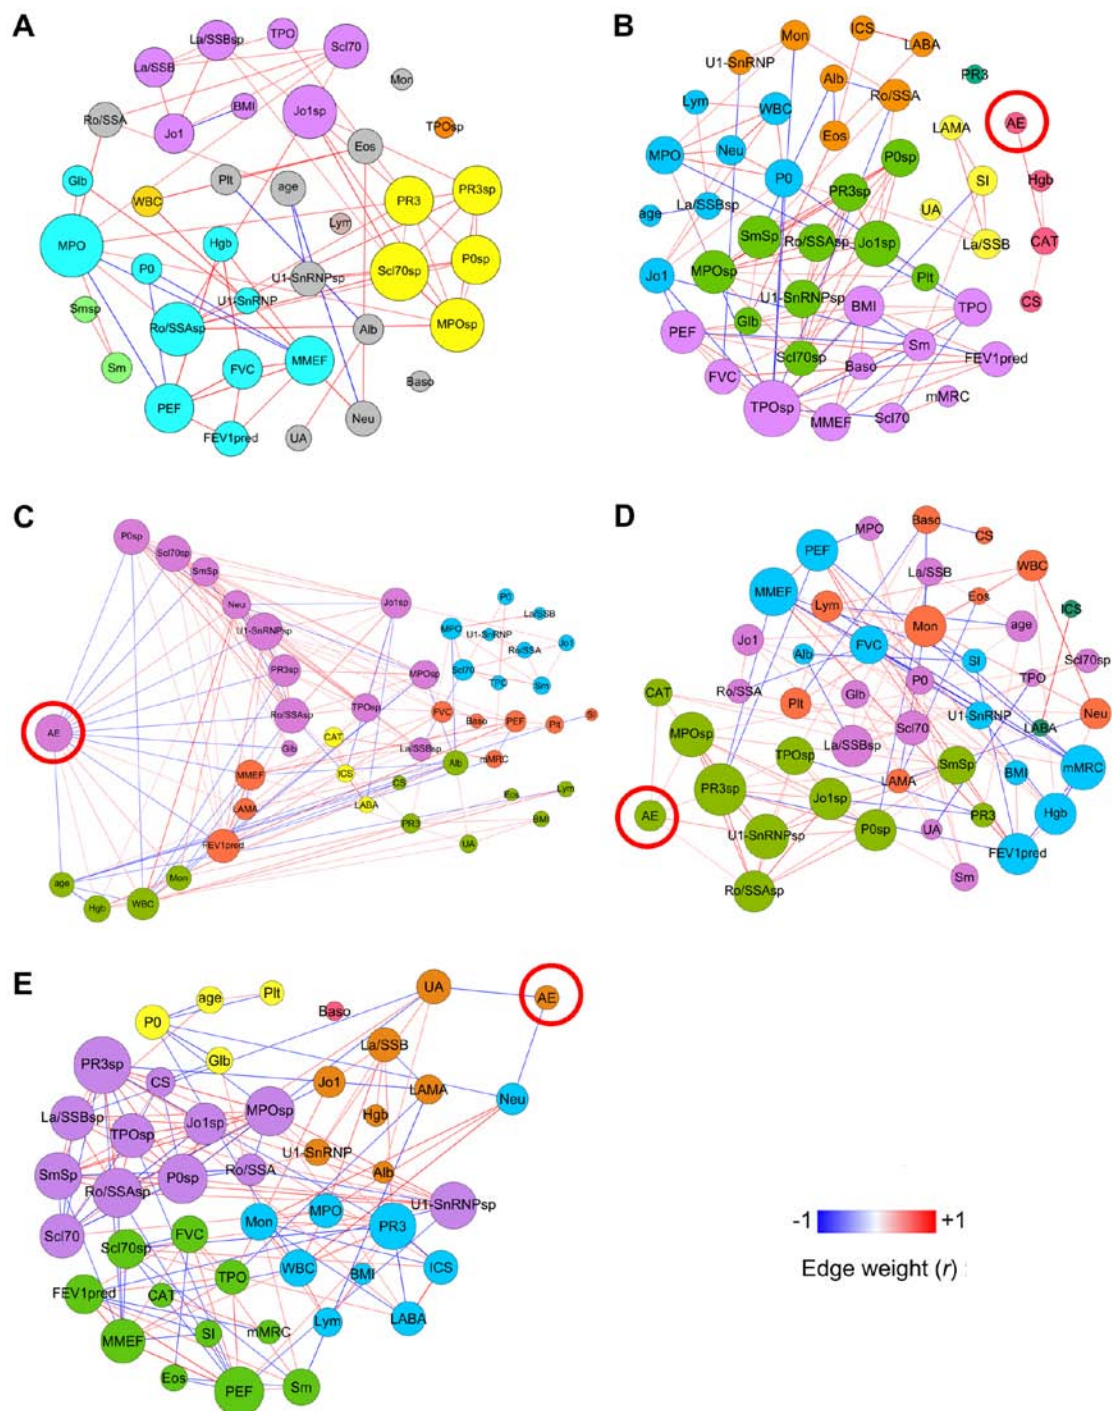 A
La/SSBsp
TPO
Scl70
La/SSB
Mon
BMI
Jo1sp
TPOsp
Ro/SSA
Jo1
Eos
Glb
Plt
age
PR3sp
WBC
PR3
Lym
MPO
Hgb
P0sp
P0
Scl70sp
U1-SnRNPsp
U1-SnRNP
Smsp
Ro/SSAsp
Alb
MPOsp
Sm
FVC
MMEF
Baso
PEF
Neu
FEV1pred
UA
B
ICS
Mon
LABA
U1-SnRNP
PR3
Alb
Ro/SSA
Lym
WBC
AE
LAMA
Eos
MPO
Neu
P0sp
P0
SI
Hgb
PR3sp
age
La/SSBsp
UA
SmSp
Ro/SSAsp
Jo1sp
La/SSB
CAT
MPOsp
Jo1
Plt
U1-SnRNPsp
CS
BMI
TPO
Glb
PEF
Sm
Scl70sp
FEV1pred
Baso
FVC
mMRC
TPOsp
MMEF
Scl70
C
P0sp
Scl70sp
SmSp
Neu
Jo1sp
P0
La/SSB
U1-SnRNPsp
MPO
U1-SnRNP
Jo1
Ro/SSA
PR3sp
MPOsp
Scl70
TPO
Sm
TPOsp
Ro/SSAsp
FVC
Baso
PEF
Plt
SI
AE
CAT
Glb
La/SSBsp
mMRC
Alb
ICS
MMEF
CS
LAMA
LABA
Eos
Lym
PR3
BMI
FEV1pred
UA
Mon
age
Hgb
WBC
D
Baso
MPO
CS
PEF
La/SSB
WBC
MMEF
Eos
ICS
Lym
Mon
age
Jo1
Alb
FVC
SI
Scl70sp
Ro/SSA
P0
TPO
CAT
Glb
Plt
U1-SnRNP
Neu
MPOsp
Scl70
LABA
La/SSBsp
TPOsp
SmSp
mMRC
LAMA
BMI
PR3sp
Jo1sp
AE
PR3
Hgb
U1-SnRNPsp
P0sp
UA
FEV1pred
Sm
Ro/SSAsp
E
UA
AE
age
Plt
Baso
P0
La/SSB
Glb
PR3sp
CS
Jo1
LAMA
Neu
La/SSBsp
MPOsp
Hgb
Jo1sp
TPOsp
U1-SnRNP
SmSp
P0sp
Ro/SSA
Alb
Ro/SSAsp
U1-SnRNPsp
MPO
Scl70
Mon
PR3
FVC
Scl70sp
WBC
BMI
ICS
TPO
FEV1pred
CAT
LABA
Lym
SI
mMRC
MMEF
Eos
PEF
Sm
-1 +1
Edge weight (r)